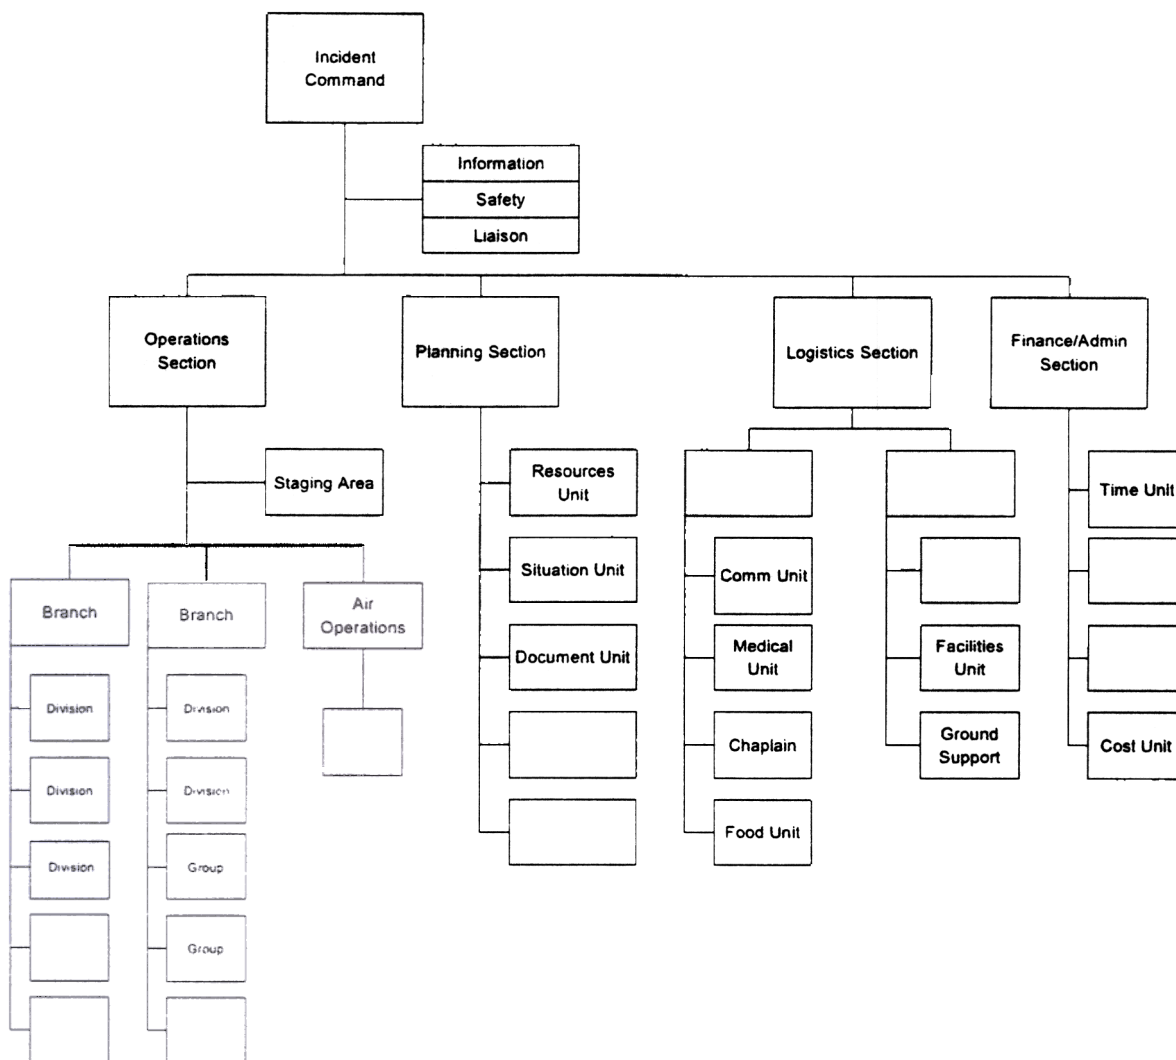 Incident
Command
Information
Safety
Liaison
Operations
Section
Planning Section
Logistics Section
Finance/Admin
Section
Staging Area
Resources
Unit
Time Unit
Situation Unit
Comm Unit
Branch
Branch
Air
Operations
Document Unit
Medical
Unit
Facilities
Unit
Division
Division
Chaplain
Ground
Support
Cost Unit
Division
Division
Food Unit
Division
Group
Group